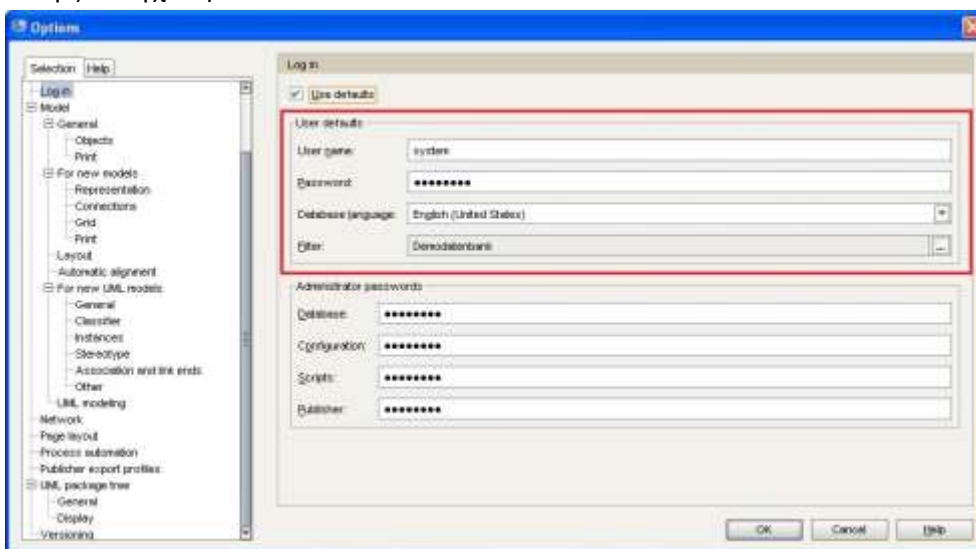 Options
Selection Help
Log in
Model
General
Objects
Print
For new models
Representation
Connections
Grid
Print
Layout
Automatic alignment
For new UML models
General
Classifier
Instances
Stereotype
Association and link ends
Other
UML modeling
Network
Page layout
Process automation
Publisher export profiles
UML package tree
General
Display
Versioning
Log in
Use defaults
User defaults
User name: system
Password: ●●●●●●●●
Database language: English (United States)
Filter: Demodatenbank ...
Administrator passwords
Database: ●●●●●●●●
Configuration: ●●●●●●●●
Scripts: ●●●●●●●●
Publisher: ●●●●●●●●
OK Cancel Help